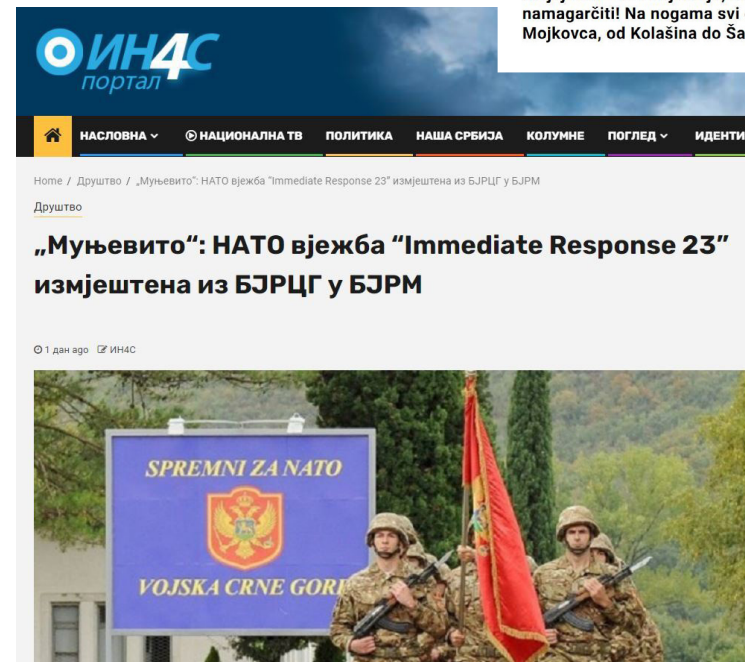 namagarčiti! Na nogama svi
Mojkovca, od Kolašina do Ša
ИН4С
портал
НАСЛОВНА
НАЦИОНАЛНА ТВ
ПОЛИТИКА
НАША СРБИЈА
КОЛУМНЕ
ПОГЛЕД
Home / Друштво / „Муњевито“: НАТО вјежба “Immediate Response 23” измјештена из БЈРЦГ у БЈРМ
Друштво
„Муњевито“: НАТО вјежба “Immediate Response 23”
измјештена из БЈРЦГ у БЈРМ
1 дан ago ИН4С
SPREMNI ZA NATO
VOJSKA CRNE GORE